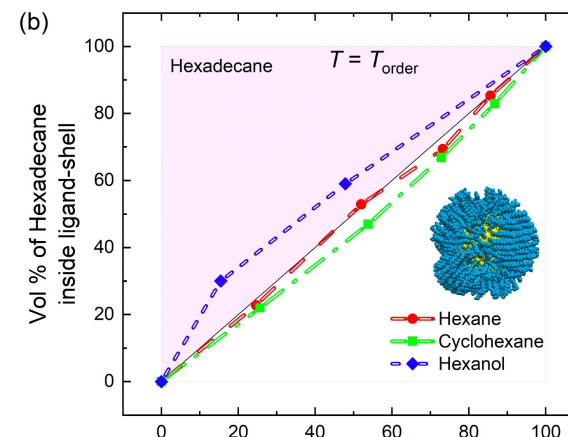 (b)
100
80
60
40
20
0
Vol % of Hexadecane
inside ligand-shell
Hexadecane
T = Torder
Hexane
Cyclohexane
Hexanol
0 20 40 60 80 100